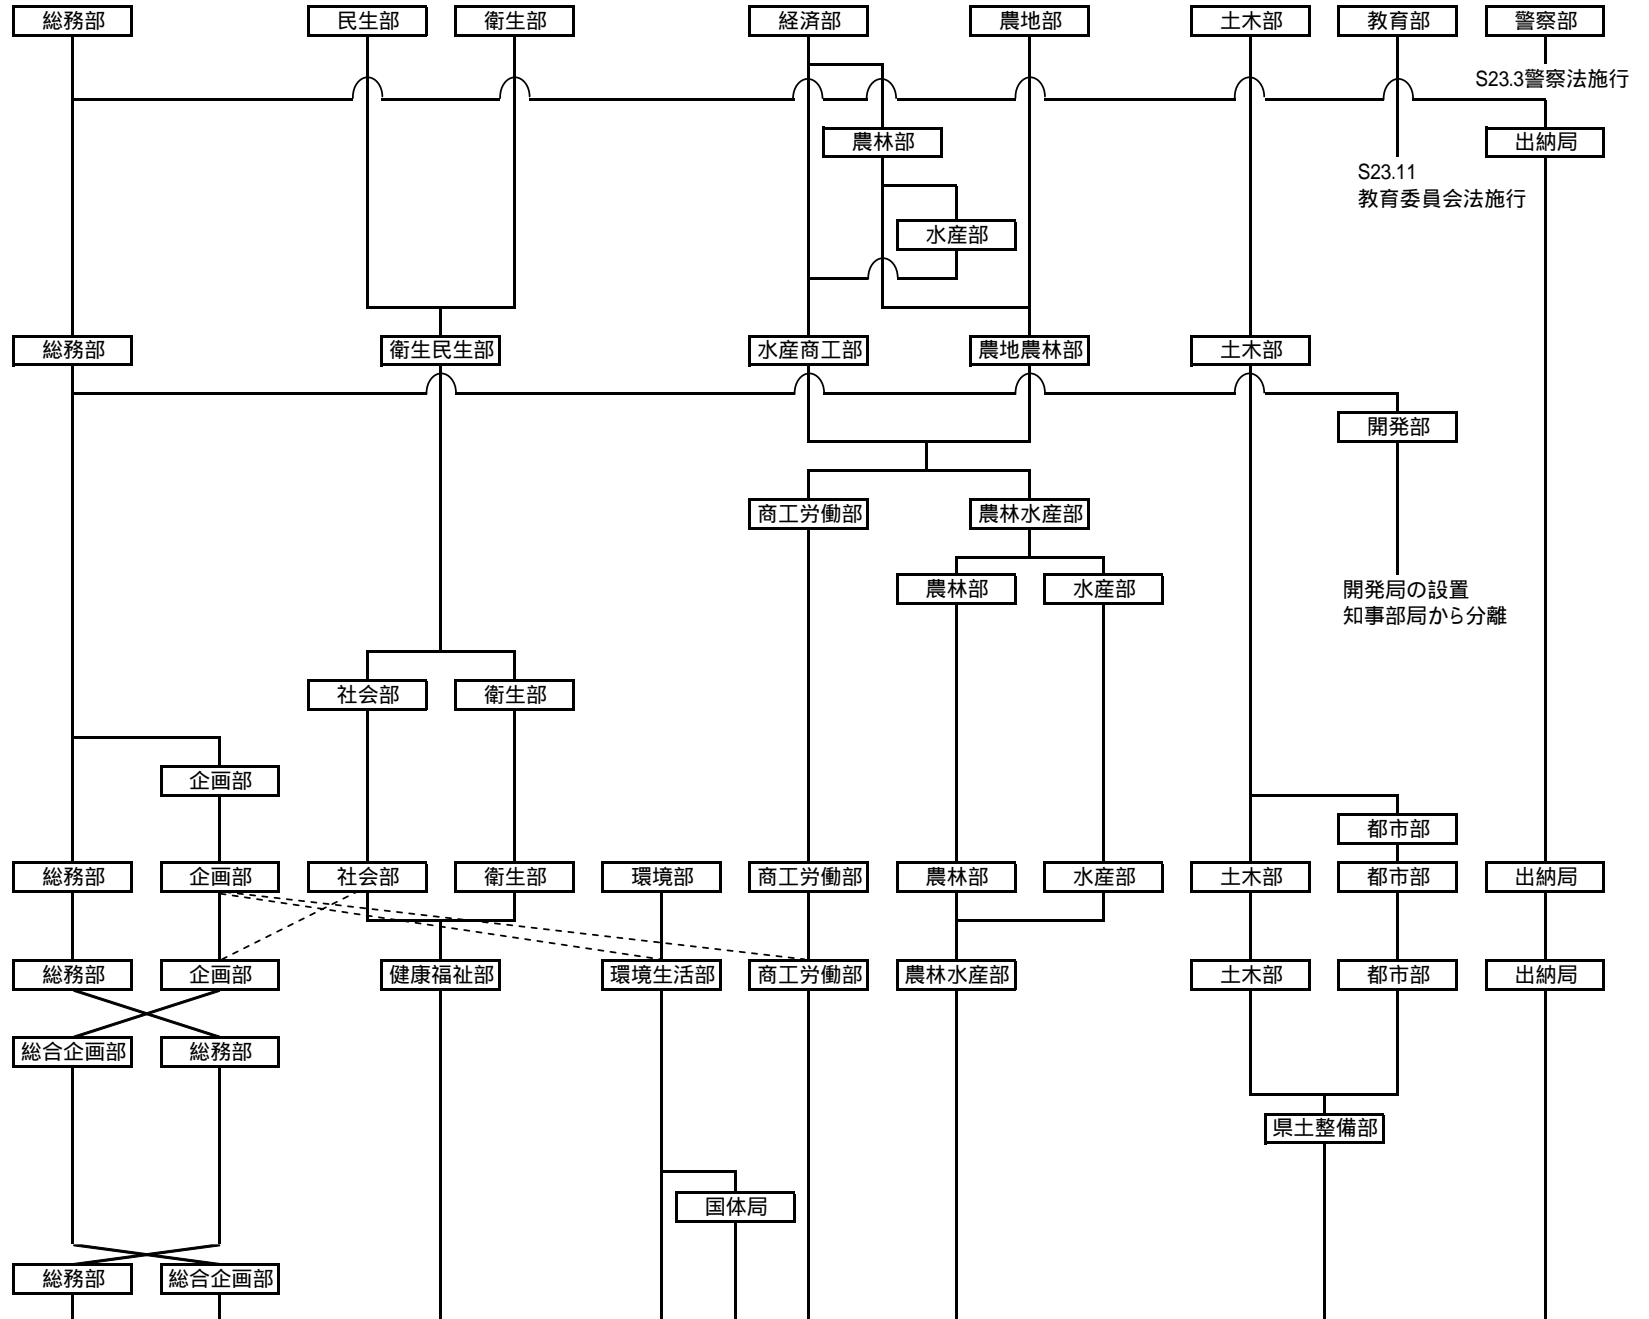 総務部
民生部
衛生部
経済部
農地部
土木部
教育部
警察部
S23.3警察法施行
農林部
出納局
S23.11
教育委員会法施行
水産部
総務部
衛生民生部
水産商工部
農地農林部
土木部
開発部
商工労働部
農林水産部
農林部
水産部
開発局の設置
知事部局から分離
社会部
衛生部
企画部
都市部
総務部
企画部
社会部
衛生部
環境部
商工労働部
農林部
水産部
土木部
都市部
出納局
総務部
企画部
健康福祉部
環境生活部
商工労働部
農林水産部
土木部
都市部
出納局
総合企画部
総務部
県土整備部
国体局
総務部
総合企画部